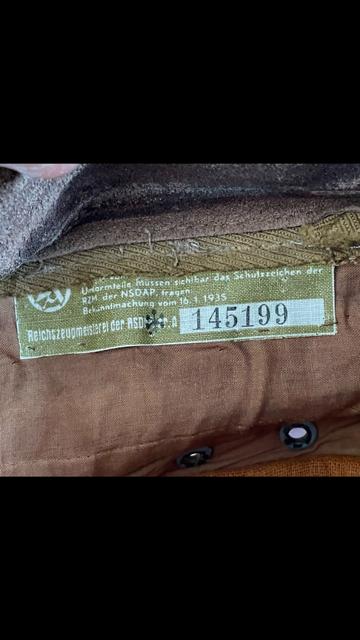 Uniformteile müssen sichtbar das Schutzzeichen der
RZM der NSDAP. tragen
Bekanntmachung vom 16.1.1935
Reichszeugmeisterei der NSD A 145199